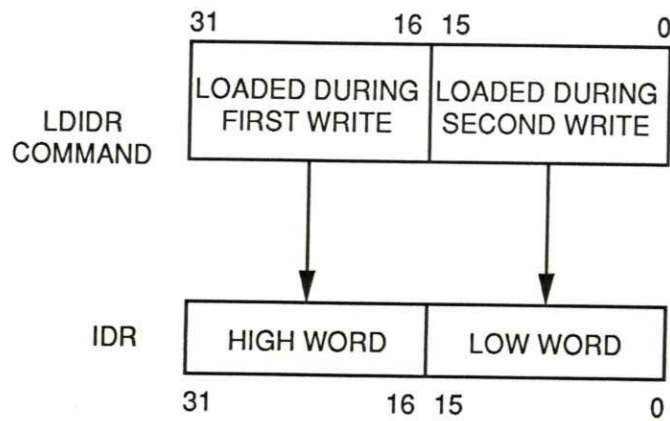 31 16 15 0
LDIDR
COMMAND
LOADED DURING
FIRST WRITE
LOADED DURING
SECOND WRITE
IDR
HIGH WORD
LOW WORD
31 16 15 0